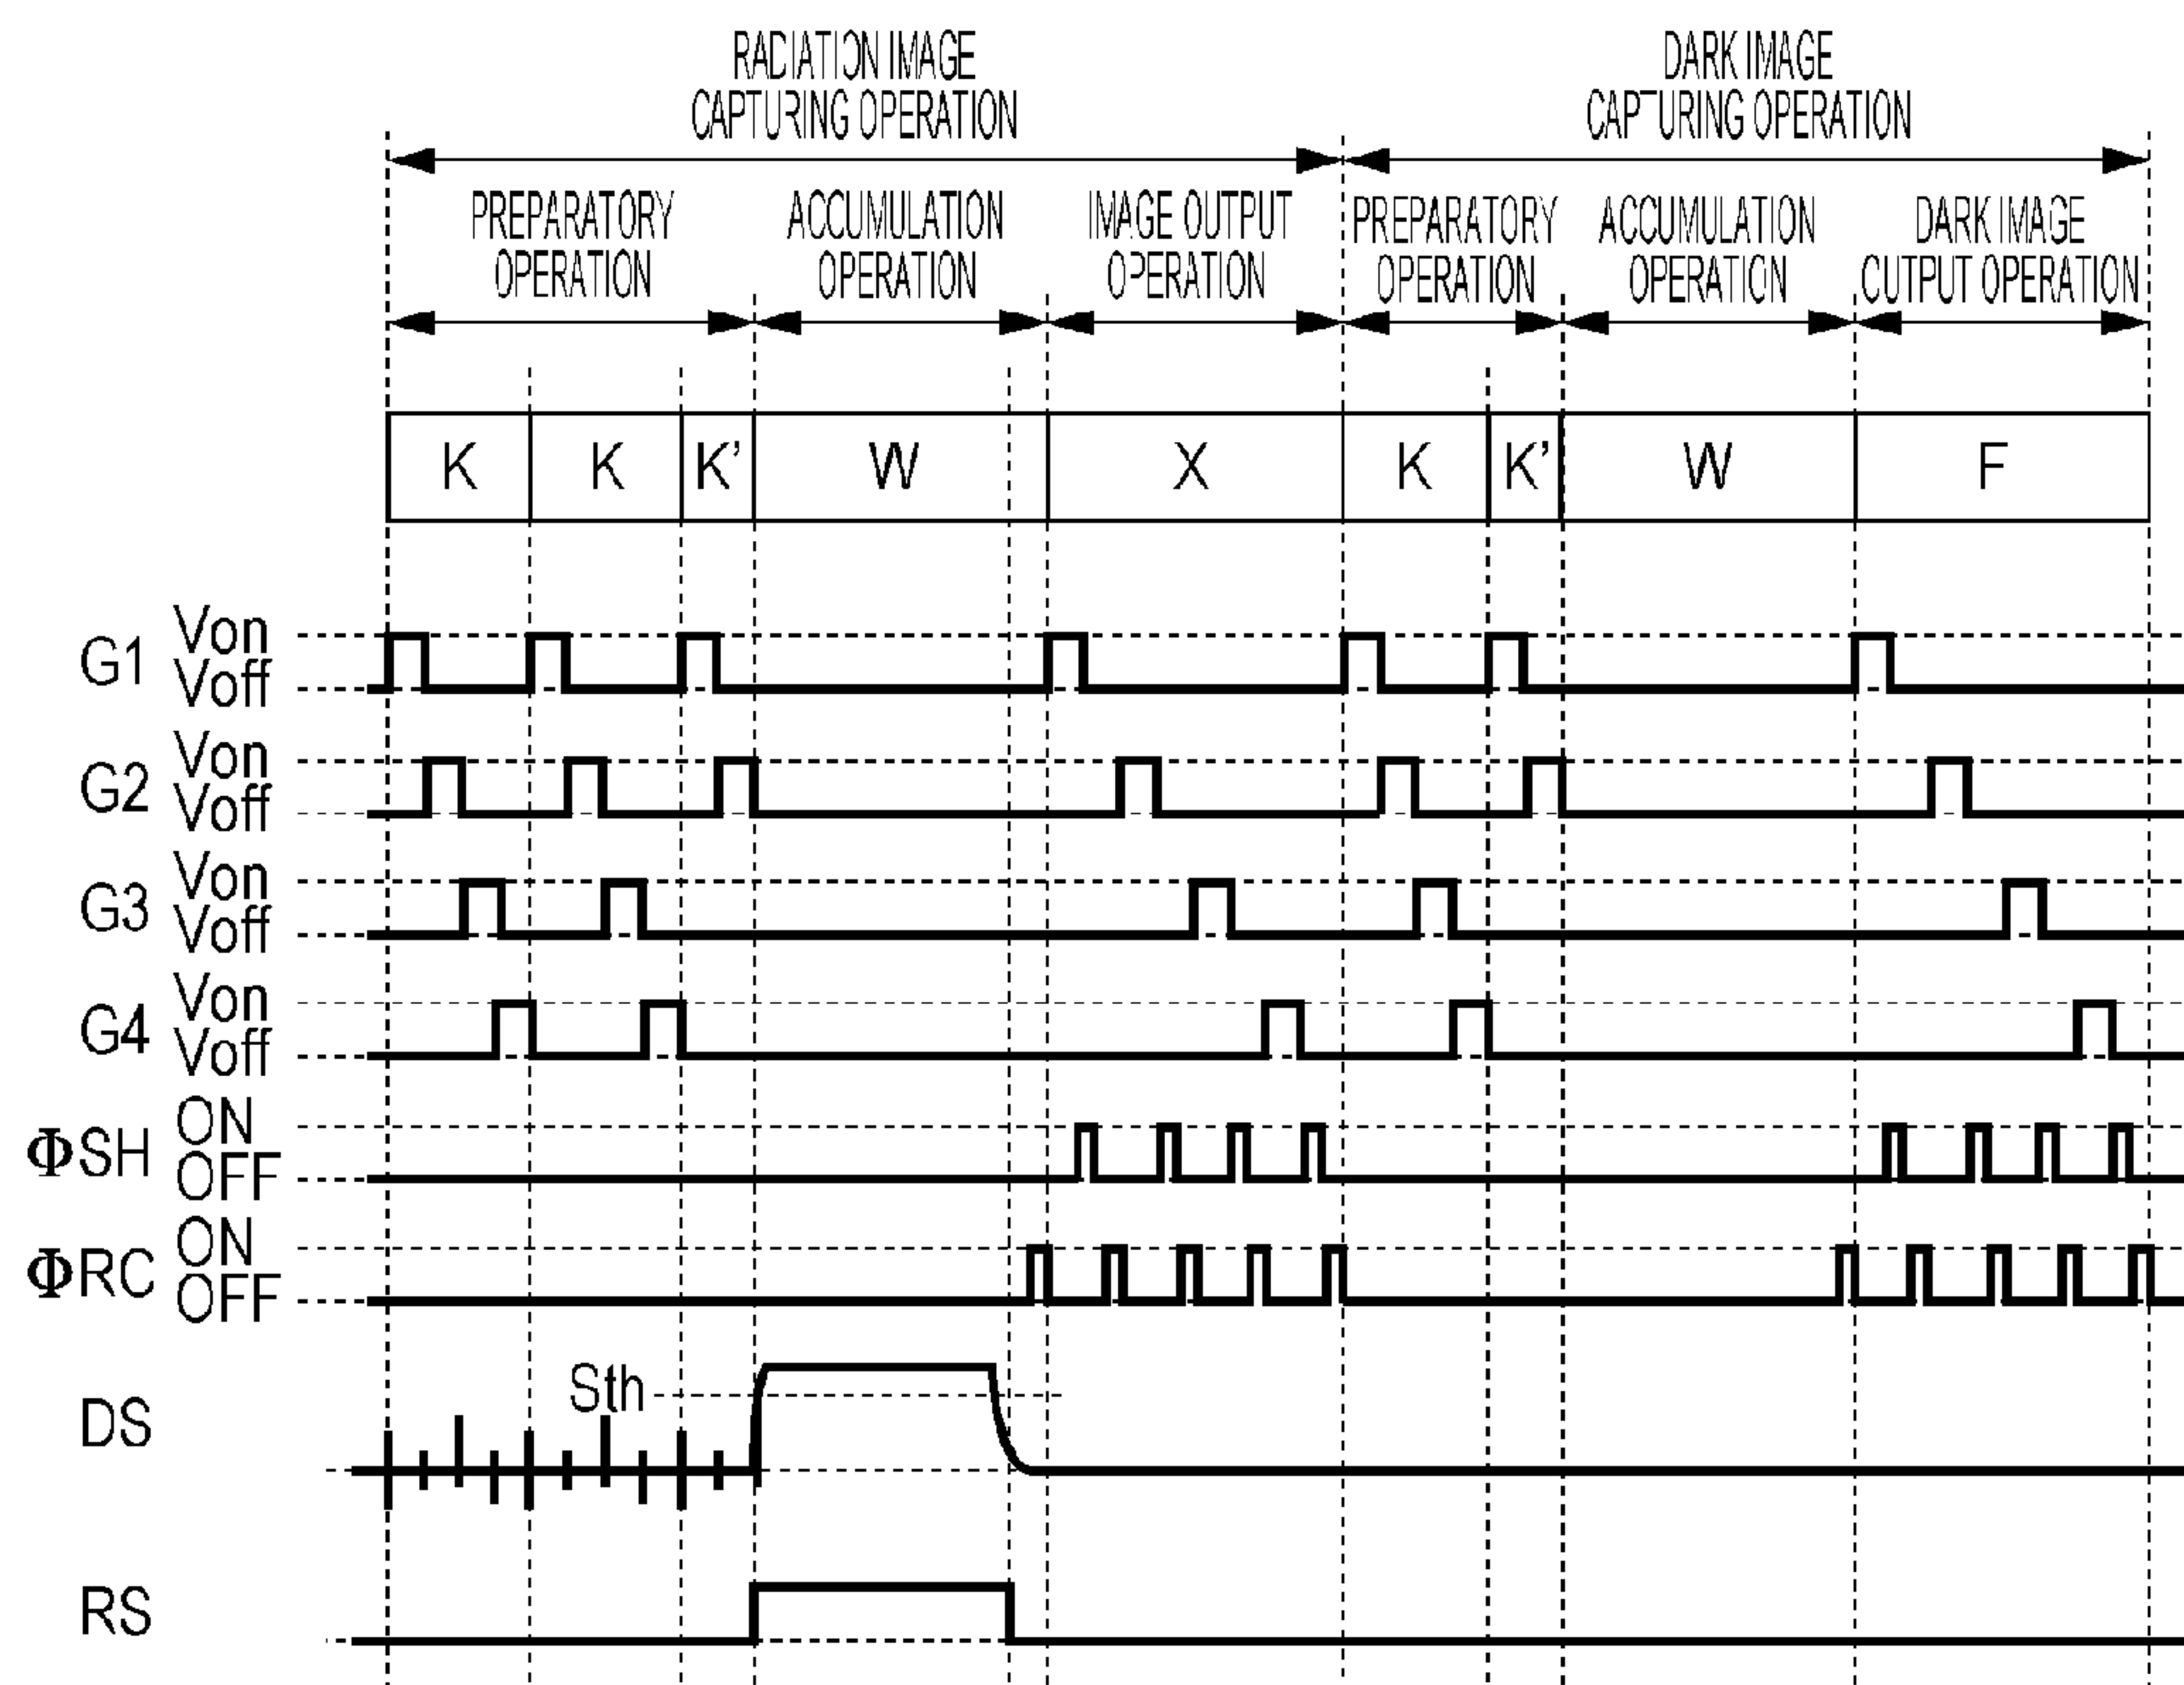 RADIATION IMAGE
CAPTURING OPERATION
DARK IMAGE
CAPTURING OPERATION
PREPARATORY
OPERATION
ACCUMULATION
OPERATION
IMAGE OUTPUT
OPERATION
PREPARATORY
OPERATION
ACCUMULATION
OPERATION
DARK IMAGE
OUTPUT OPERATION
K K K' W X K K' W F
G1 Von
Voff
G2 Von
Voff
G3 Von
Voff
G4 Von
Voff
ΦSH ON
OFF
ΦRC ON
OFF
Sth
DS
RS